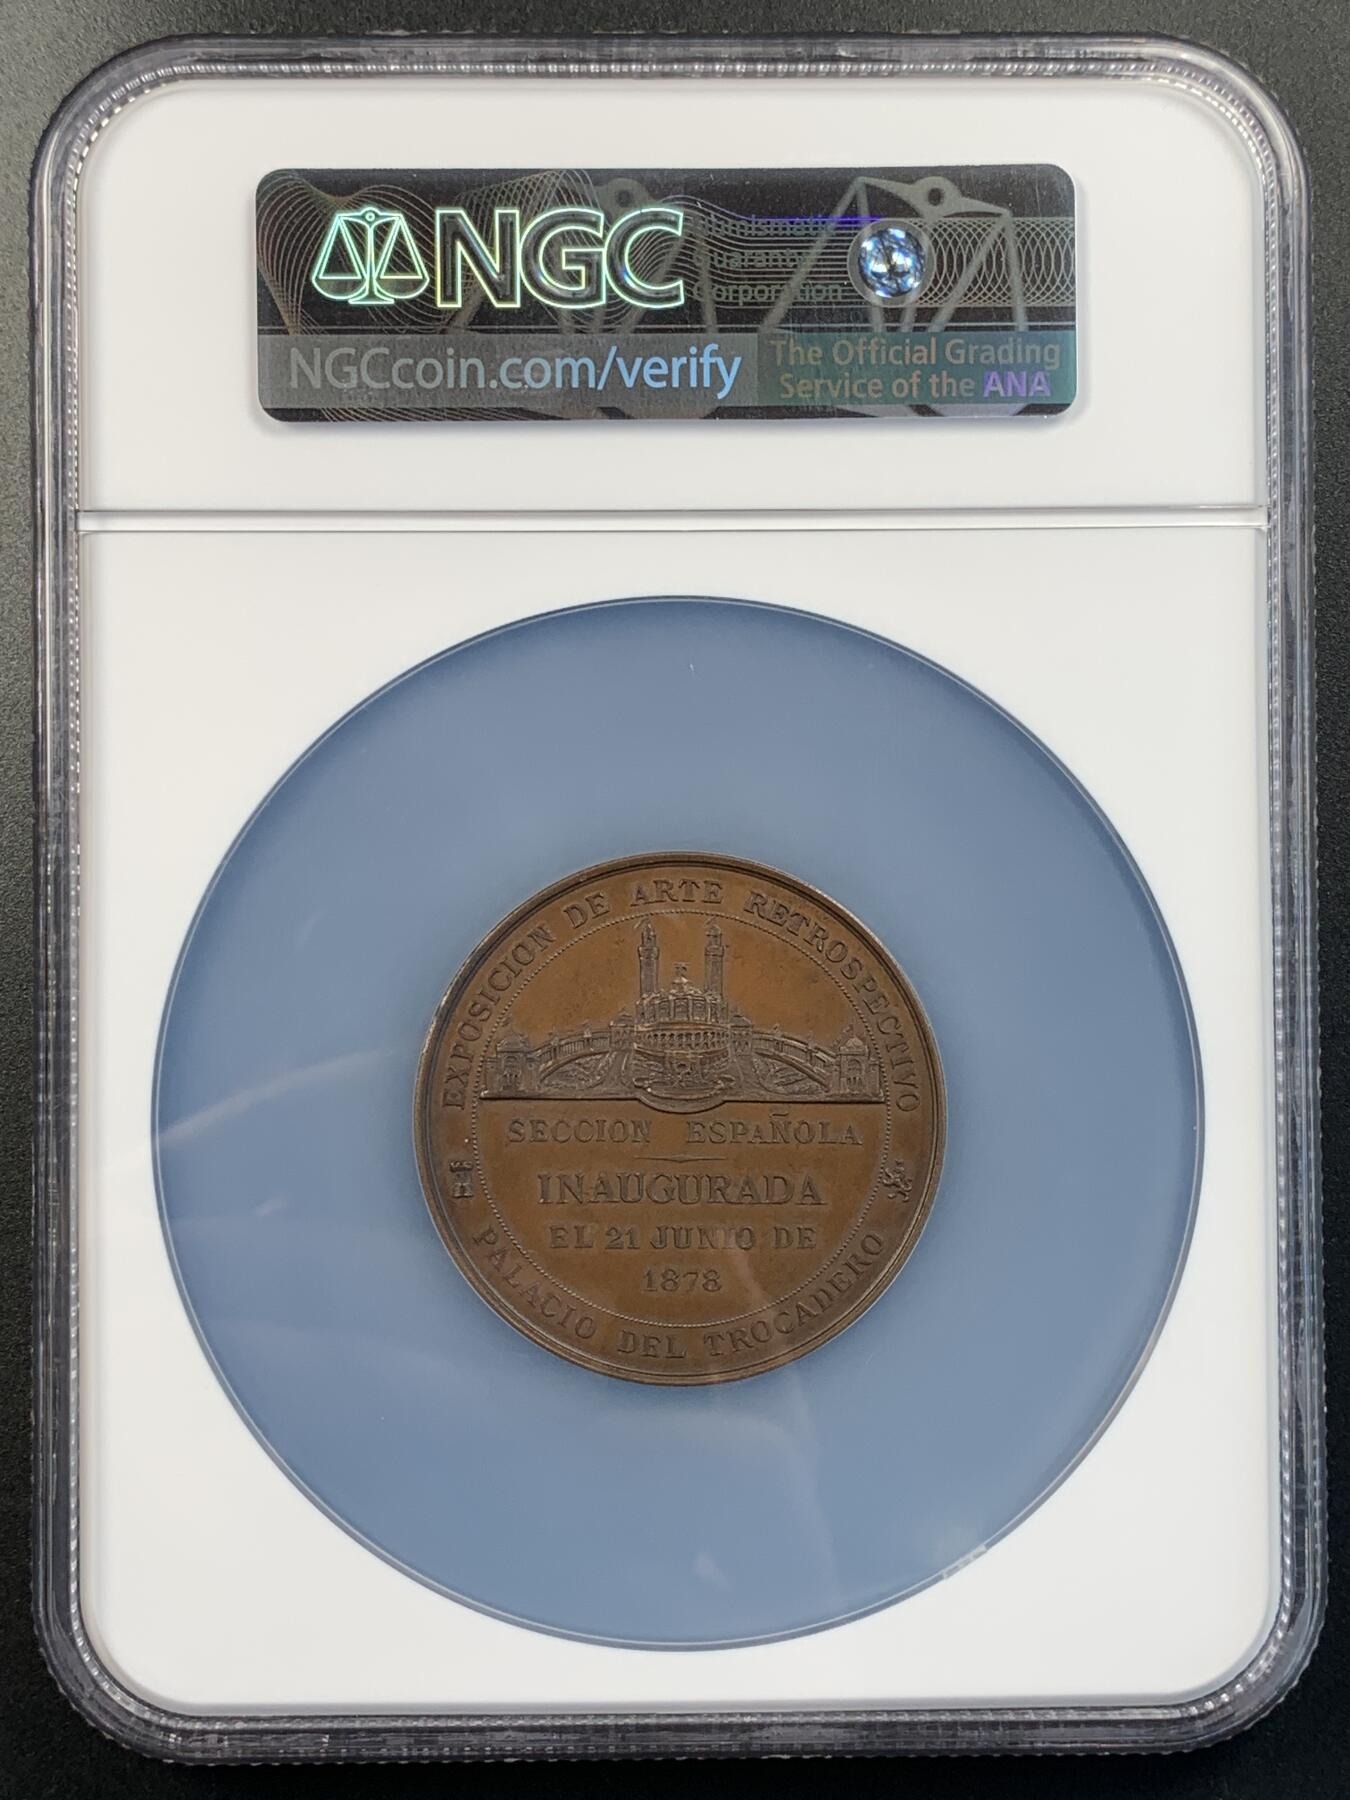 NGC
Numismatic
Guaranty
Corporation
NGCcoin.com/verify
The Official Grading
Service of the ANA
EXPOSICION DE ARTE RETROSPECTIVO
SECCION ESPAÑOLA
INAUGURADA
EL 21 JUNIO DE
1878
PALACIO DEL TROCADERO